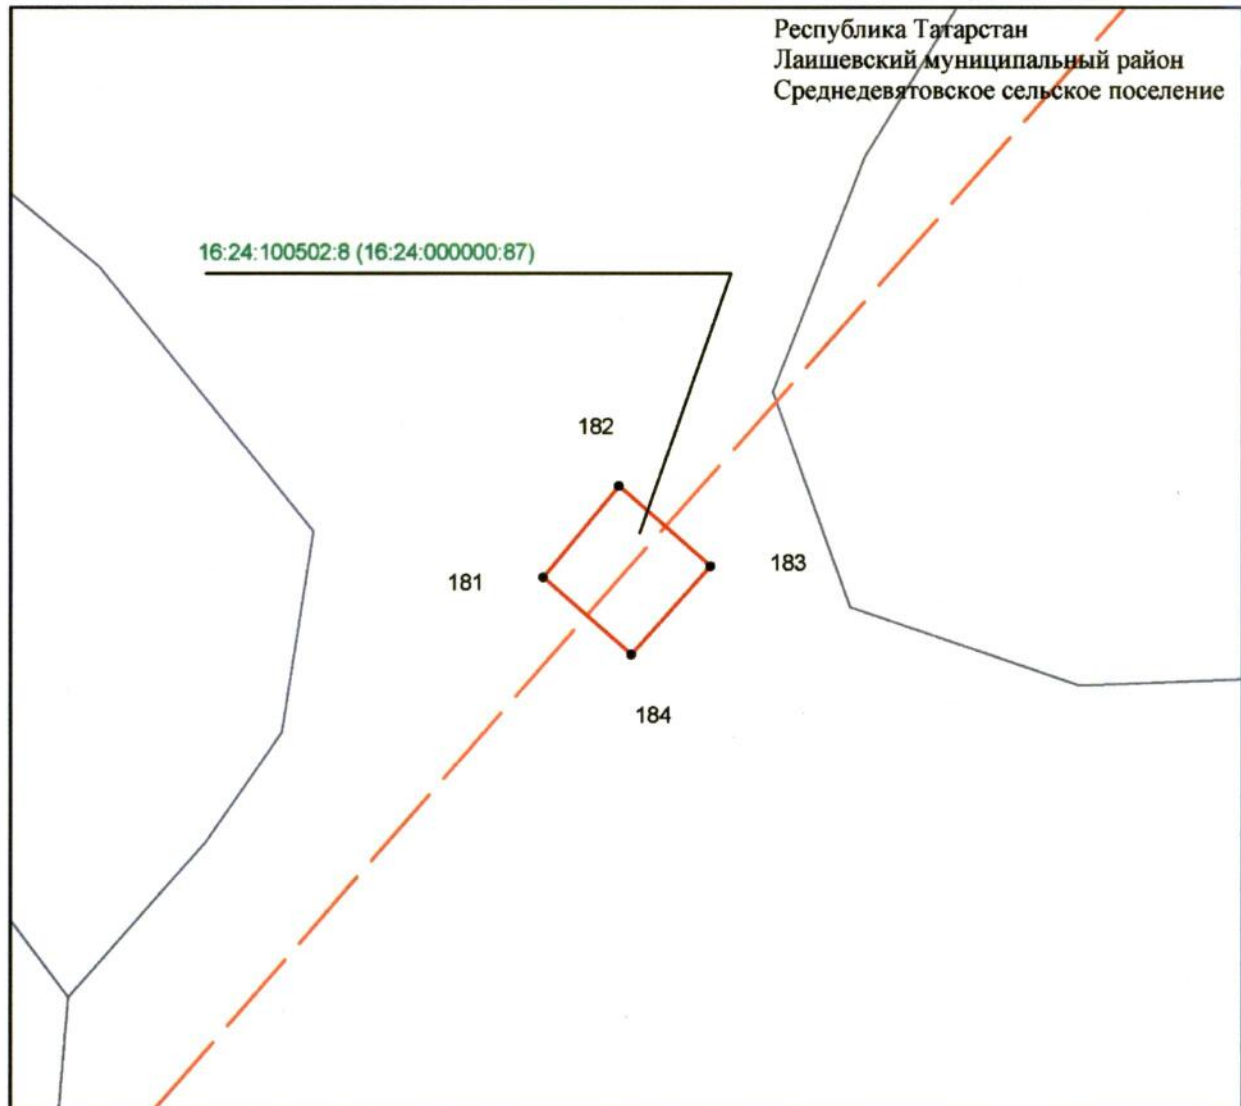 Республика Татарстан
Лаишевский муниципальный район
Среднедевятовское сельское поселение
16:24:100502:8 (16:24:000000:87)
182
181
183
184